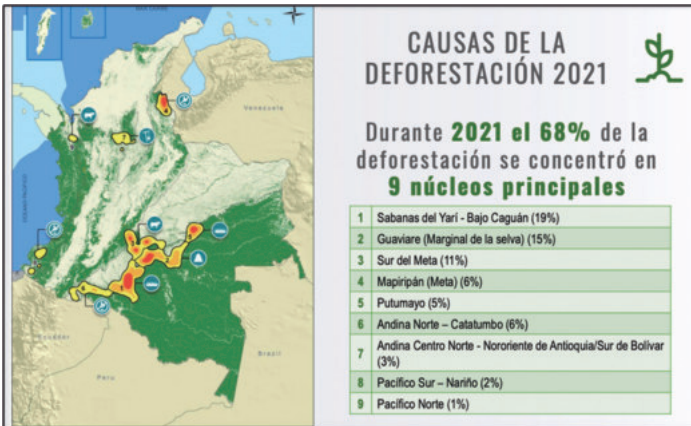 Venezuela
OCÉANO PACÍFICO
Ecuador
Perú
Brasil
CAUSAS DE LA
DEFORESTACIÓN 2021
Durante 2021 el 68% de la
deforestación se concentró en
9 núcleos principales
1 Sabanas del Yarí - Bajo Caguán (19%)
2 Guaviare (Marginal de la selva) (15%)
3 Sur del Meta (11%)
4 Mapiripán (Meta) (6%)
5 Putumayo (5%)
6 Andina Norte – Catatumbo (6%)
7 Andina Centro Norte - Nororiente de Antioquia/Sur de Bolívar
(3%)
8 Pacífico Sur – Nariño (2%)
9 Pacífico Norte (1%)